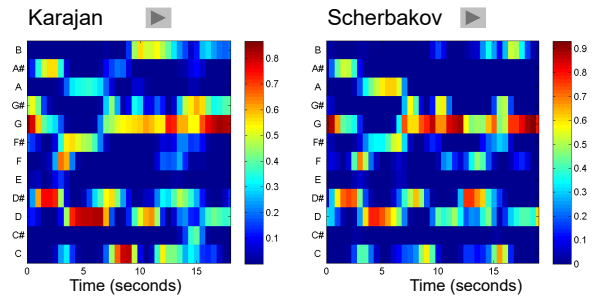 Karajan
B
A#
A
G#
G
F#
F
E
D#
D
C#
C
0 5 10 15
Time (seconds)
0.8
0.7
0.6
0.5
0.4
0.3
0.2
0.1
Scherbakov
B
A#
A
G#
G
F#
F
E
D#
D
C#
C
0 5 10 15
Time (seconds)
0.9
0.8
0.7
0.6
0.5
0.4
0.3
0.2
0.1
0